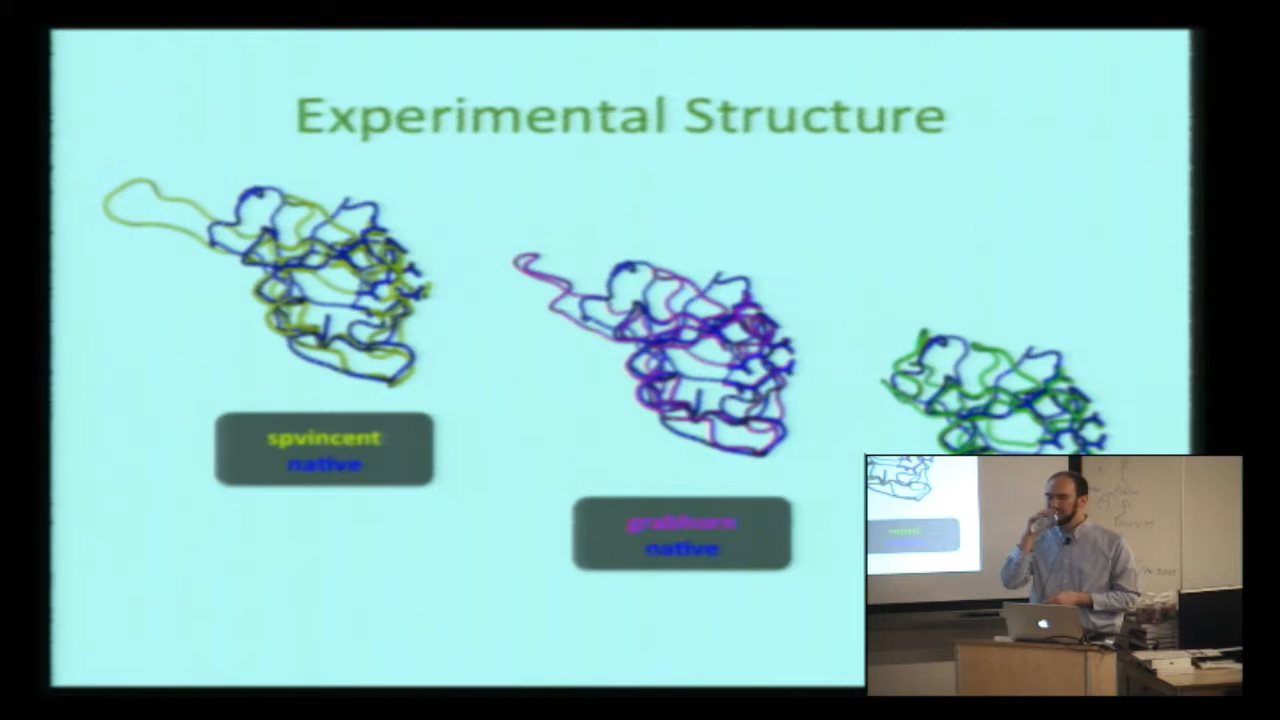 Experimental Structure
spvincent
native
grabhorn
native